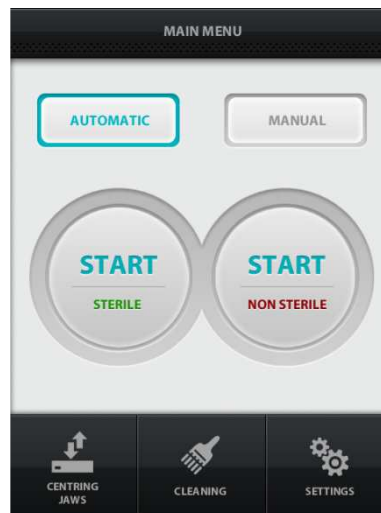 MAIN MENU
AUTOMATIC
MANUAL
START
STERILE
START
NON STERILE
CENTRING
JAWS
CLEANING
SETTINGS